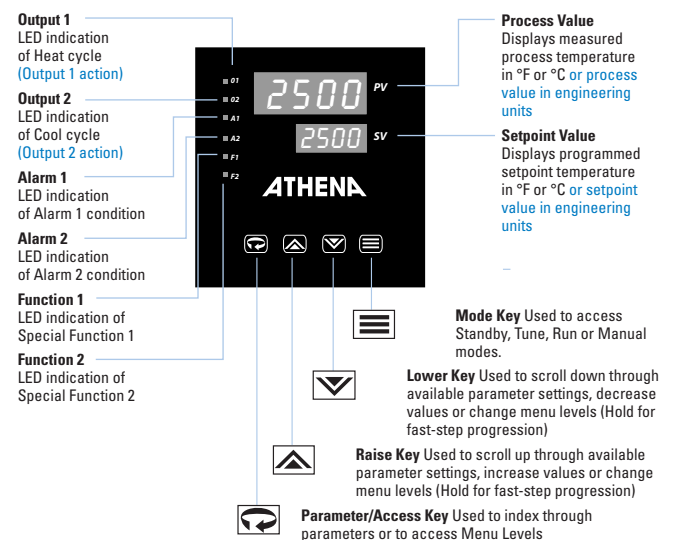 Output 1
LED indication
of Heat cycle
(Output 1 action)
Output 2
LED indication
of Cool cycle
(Output 2 action)
Alarm 1
LED indication
of Alarm 1 condition
Alarm 2
LED indication
of Alarm 2 condition
Function 1
LED indication of
Special Function 1
Function 2
LED indication of
Special Function 2
01
02
A1
A2
F1
F2
2500 PV
2500 SV
ATHENA
Process Value
Displays measured
process temperature
in °F or °C or process
value in engineering
units
Setpoint Value
Displays programmed
setpoint temperature
in °F or °C or setpoint
value in engineering
units
–
Mode Key Used to access
Standby, Tune, Run or Manual
modes.
Lower Key Used to scroll down through
available parameter settings, decrease
values or change menu levels (Hold for
fast-step progression)
Raise Key Used to scroll up through available
parameter settings, increase values or change
menu levels (Hold for fast-step progression)
Parameter/Access Key Used to index through
parameters or to access Menu Levels